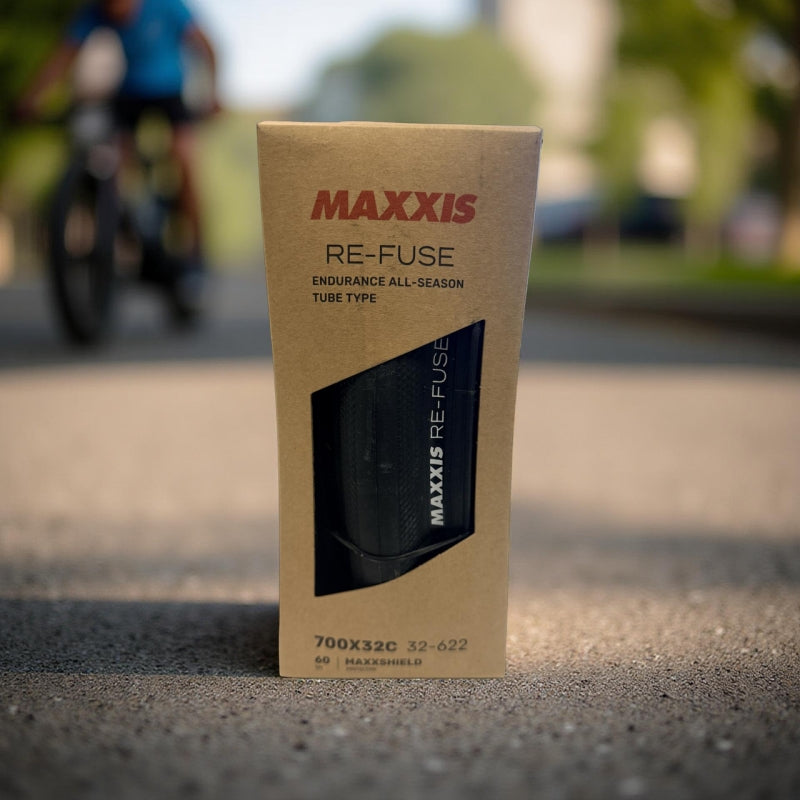 MAXXIS
RE-FUSE
ENDURANCE ALL-SEASON
TUBE TYPE
MAXXIS RE-FUSE
700X32C 32-622
60 MAXXSHIELD